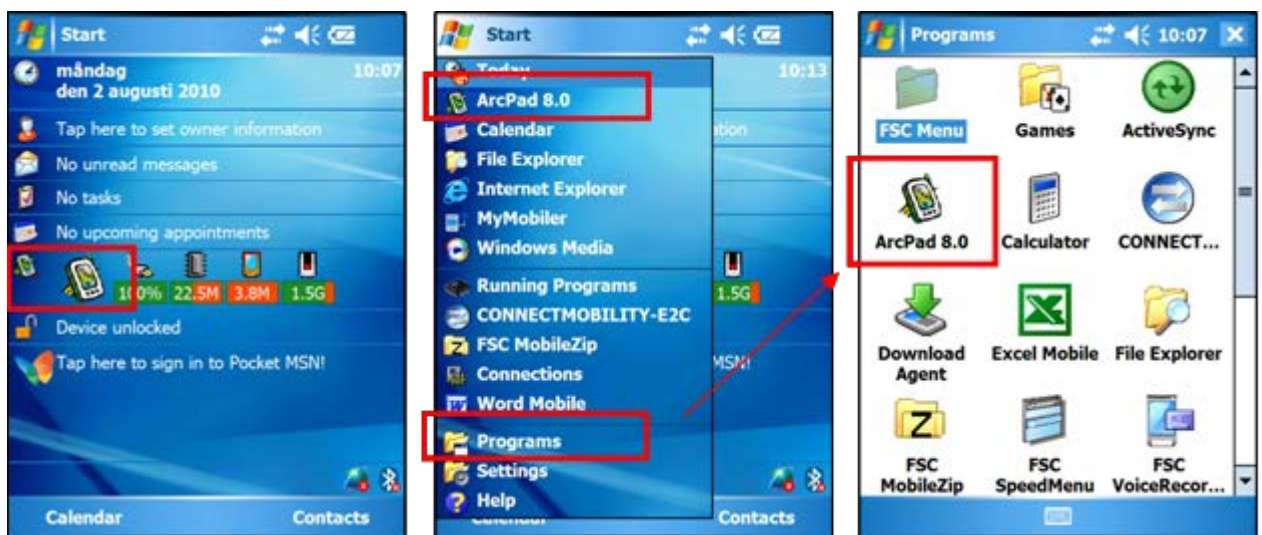 Start
måndag
den 2 augusti 2010
10:07
Tap here to set owner information
No unread messages
No tasks
No upcoming appointments
100% 22.5M 3.8M 1.5G
Device unlocked
Tap here to sign in to Pocket MSN!
Calendar Contacts
Start
Today
10:13
ArcPad 8.0
Calendar
File Explorer
Internet Explorer
MyMobiler
Windows Media
Running Programs
1.5G
CONNECTMOBILITY-E2C
FSC MobileZip
Connections
MSN!
Word Mobile
Programs
Settings
Help
Calendar Contacts
Programs 10:07
FSC Menu Games ActiveSync
ArcPad 8.0 Calculator CONNECT...
Download Excel Mobile File Explorer
Agent
FSC FSC FSC
MobileZip SpeedMenu VoiceRecor...